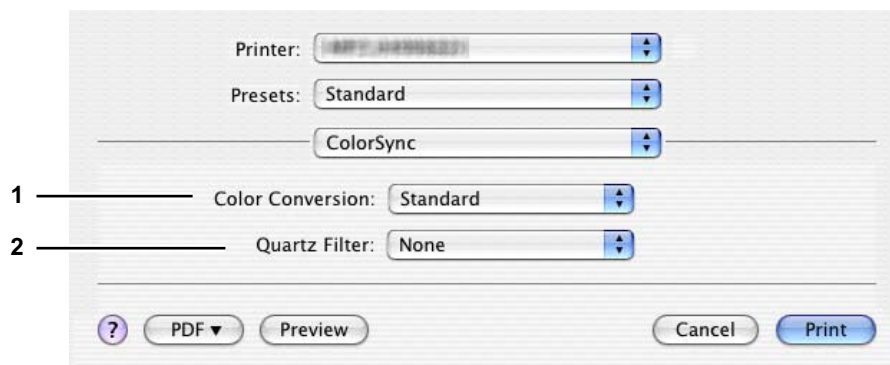 Printer:
Presets: Standard
ColorSync
1 Color Conversion: Standard
2 Quartz Filter: None
? PDF ▼ Preview Cancel Print